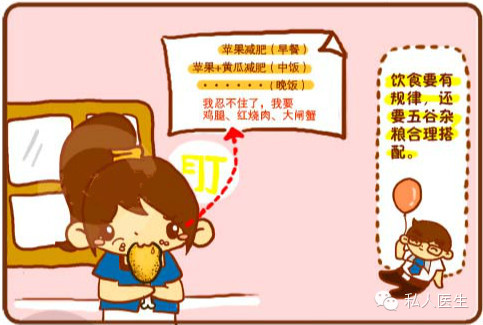 苹果减肥(早餐)
苹果+黄瓜减肥(中饭)
······(晚饭)
我忍不住了,我要
鸡腿、红烧肉、大闸蟹
盯
饮食要有
规律,还
要五谷杂
粮合理搭
配。
私人医生